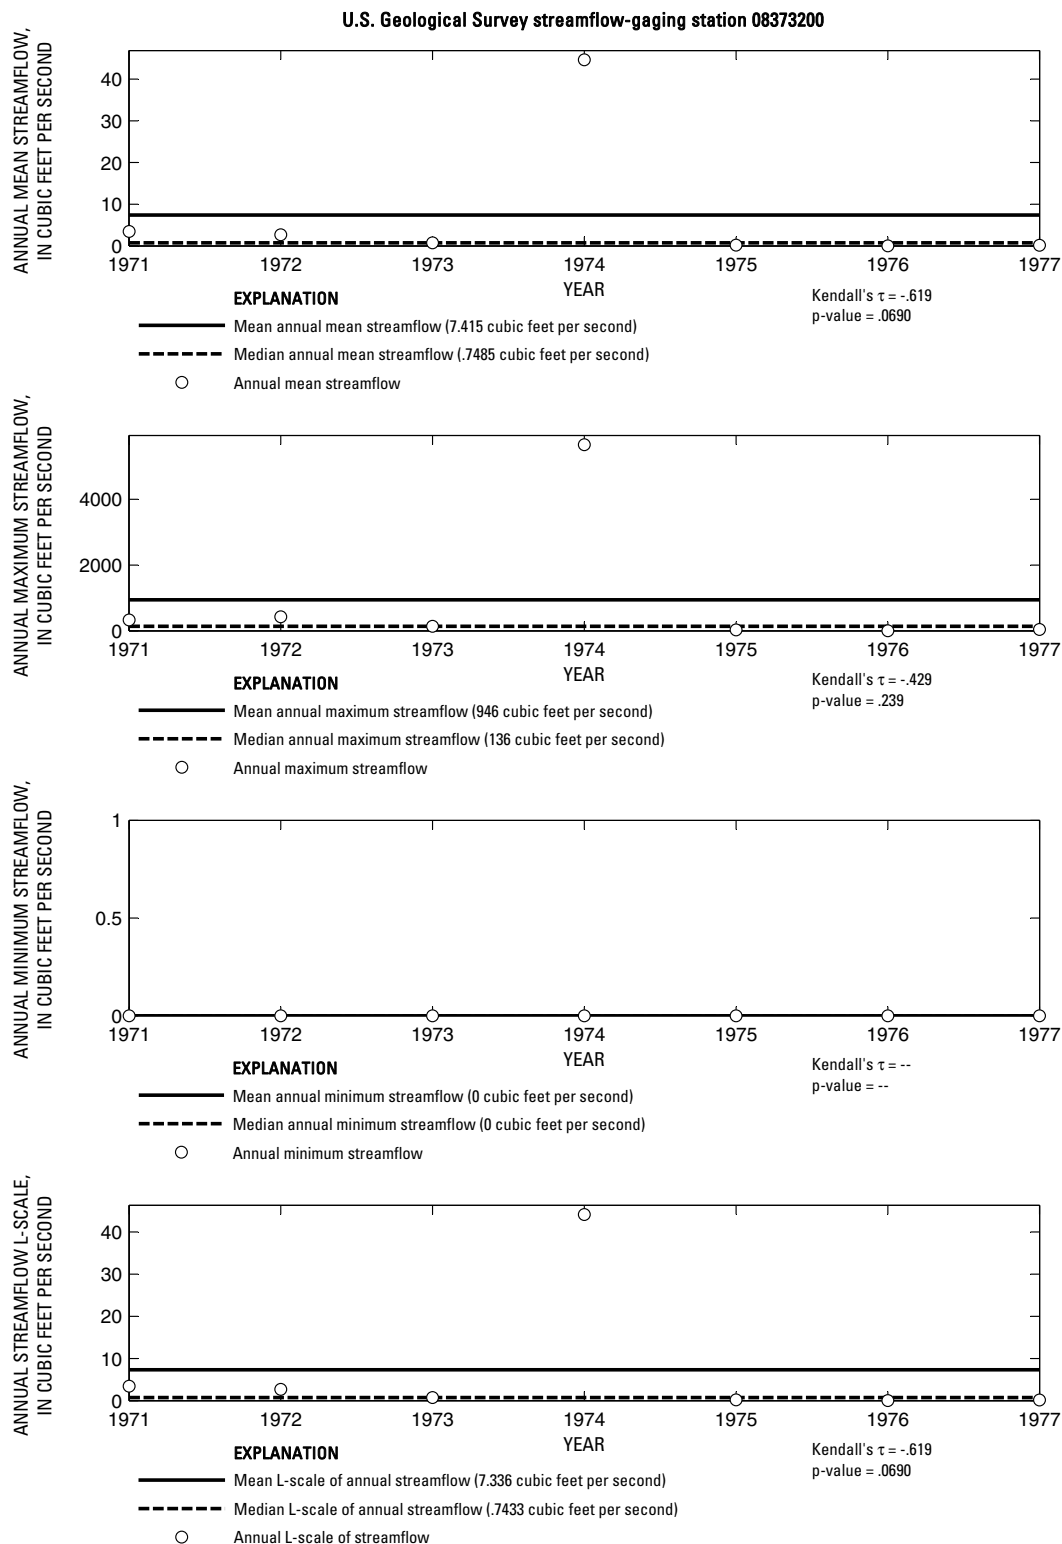 U.S. Geological Survey streamflow-gaging station 08373200
ANNUAL MEAN STREAMFLOW,
IN CUBIC FEET PER SECOND
40
30
20
10
0
1971 1972 1973 1974 1975 1976 1977
YEAR
EXPLANATION
Mean annual mean streamflow (7.415 cubic feet per second)
Median annual mean streamflow (.7485 cubic feet per second)
Annual mean streamflow
Kendall's τ = -.619
p-value = .0690
ANNUAL MAXIMUM STREAMFLOW,
IN CUBIC FEET PER SECOND
4000
2000
0
1971 1972 1973 1974 1975 1976 1977
YEAR
EXPLANATION
Mean annual maximum streamflow (946 cubic feet per second)
Median annual maximum streamflow (136 cubic feet per second)
Annual maximum streamflow
Kendall's τ = -.429
p-value = .239
ANNUAL MINIMUM STREAMFLOW,
IN CUBIC FEET PER SECOND
1
0.5
0
1971 1972 1973 1974 1975 1976 1977
YEAR
EXPLANATION
Mean annual minimum streamflow (0 cubic feet per second)
Median annual minimum streamflow (0 cubic feet per second)
Annual minimum streamflow
Kendall's τ = --
p-value = --
ANNUAL STREAMFLOW L-SCALE,
IN CUBIC FEET PER SECOND
40
30
20
10
0
1971 1972 1973 1974 1975 1976 1977
YEAR
EXPLANATION
Mean L-scale of annual streamflow (7.336 cubic feet per second)
Median L-scale of annual streamflow (.7433 cubic feet per second)
Annual L-scale of streamflow
Kendall's τ = -.619
p-value = .0690